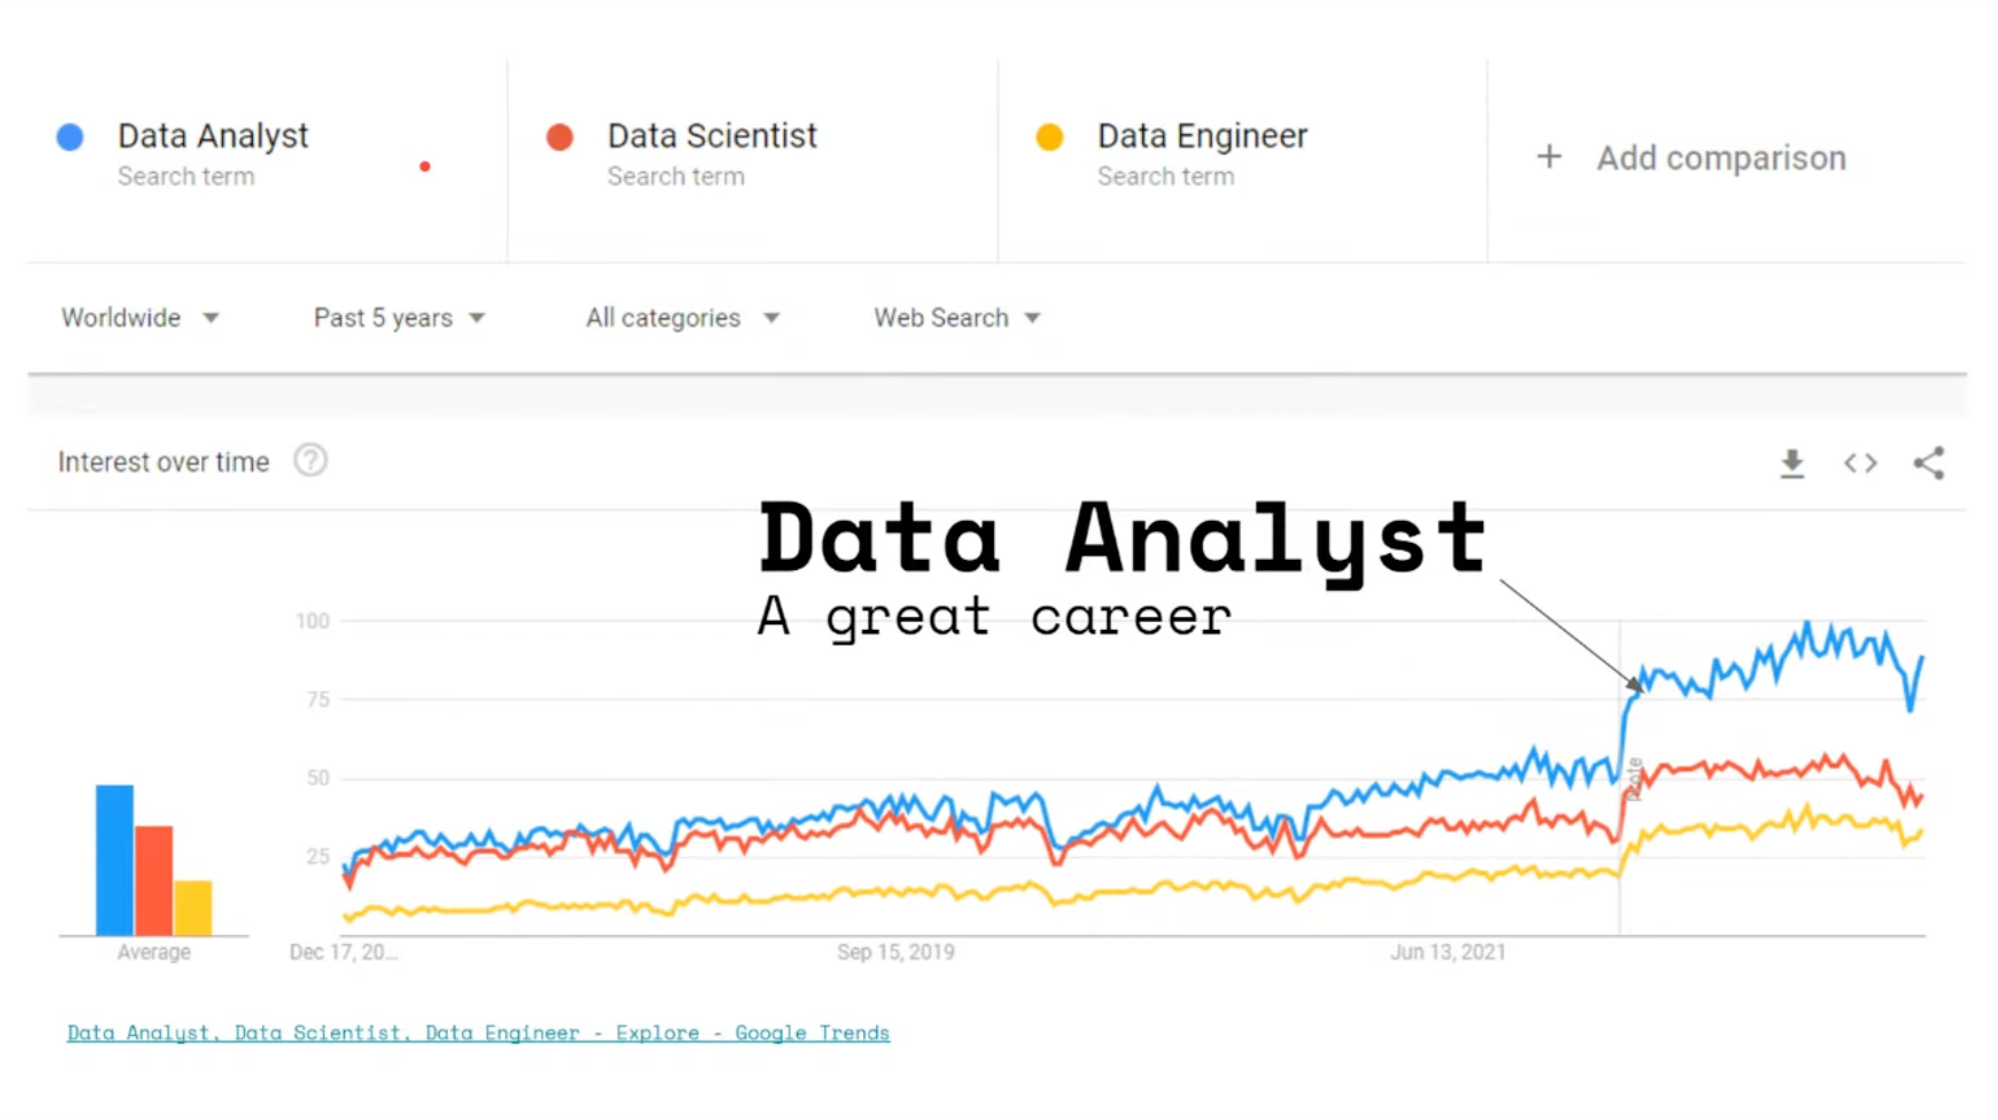 Data Analyst
Search term
Data Scientist
Search term
Data Engineer
Search term
+ Add comparison
Worldwide
Past 5 years
All categories
Web Search
Interest over time ?
Data Analyst
A great career
100
75
50
25
Note
Average
Dec 17, 20...
Sep 15, 2019
Jun 13, 2021
Data Analyst, Data Scientist, Data Engineer - Explore - Google Trends